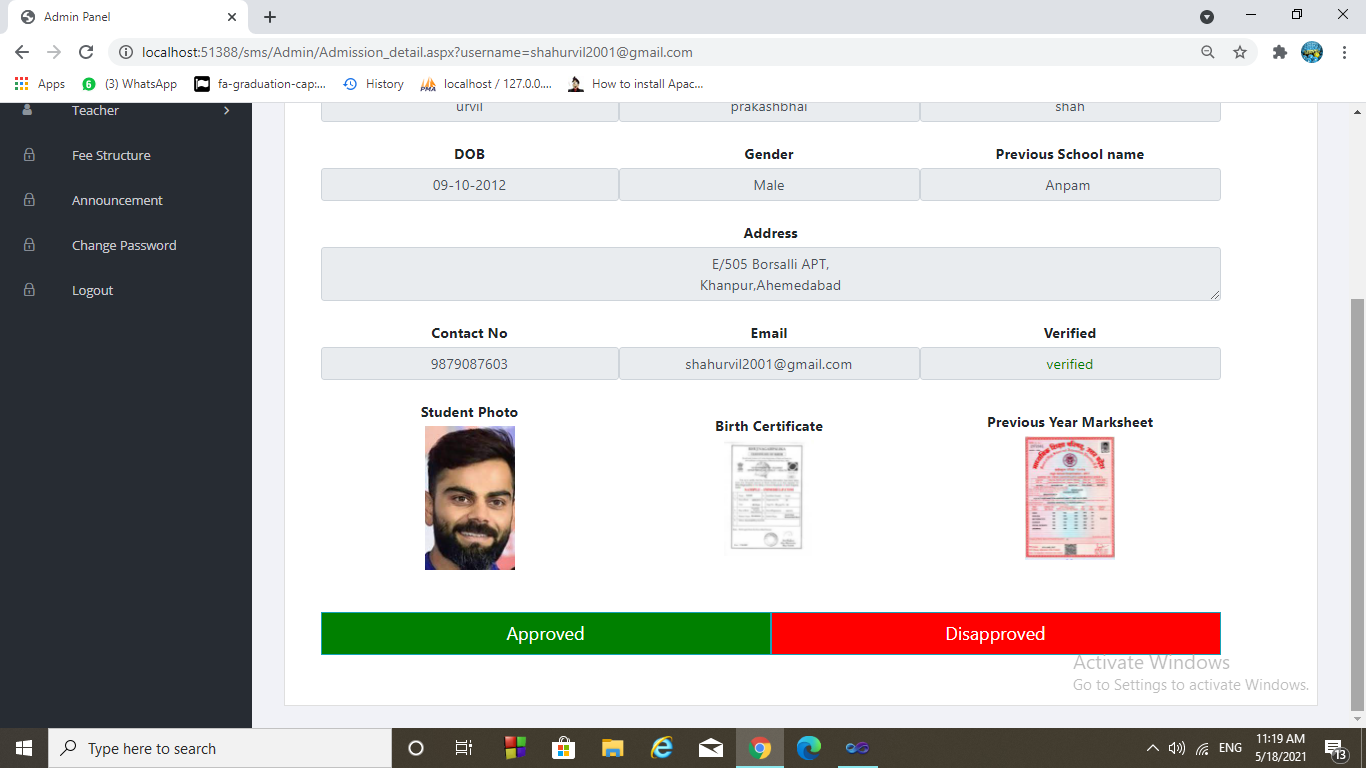 Admin Panel
localhost:51388/sms/Admin/Admission_detail.aspx?username=shahurvil2001@gmail.com
Apps
6
(3) WhatsApp
fa-graduation-cap:...
History
PMA
localhost / 127.0.0....
How to install Apac...
Teacher
Fee Structure
Announcement
Change Password
Logout
urvil
prakashbhai
shah
DOB
Gender
Previous School name
09-10-2012
Male
Anpam
Address
E/505 Borsalli APT,
Khanpur,Ahemedabad
Contact No
Email
Verified
9879087603
shahurvil2001@gmail.com
verified
Student Photo
Birth Certificate
Previous Year Marksheet
Approved
Disapproved
Activate Windows
Go to Settings to activate Windows.
Type here to search
ENG
11:19 AM
5/18/2021
13